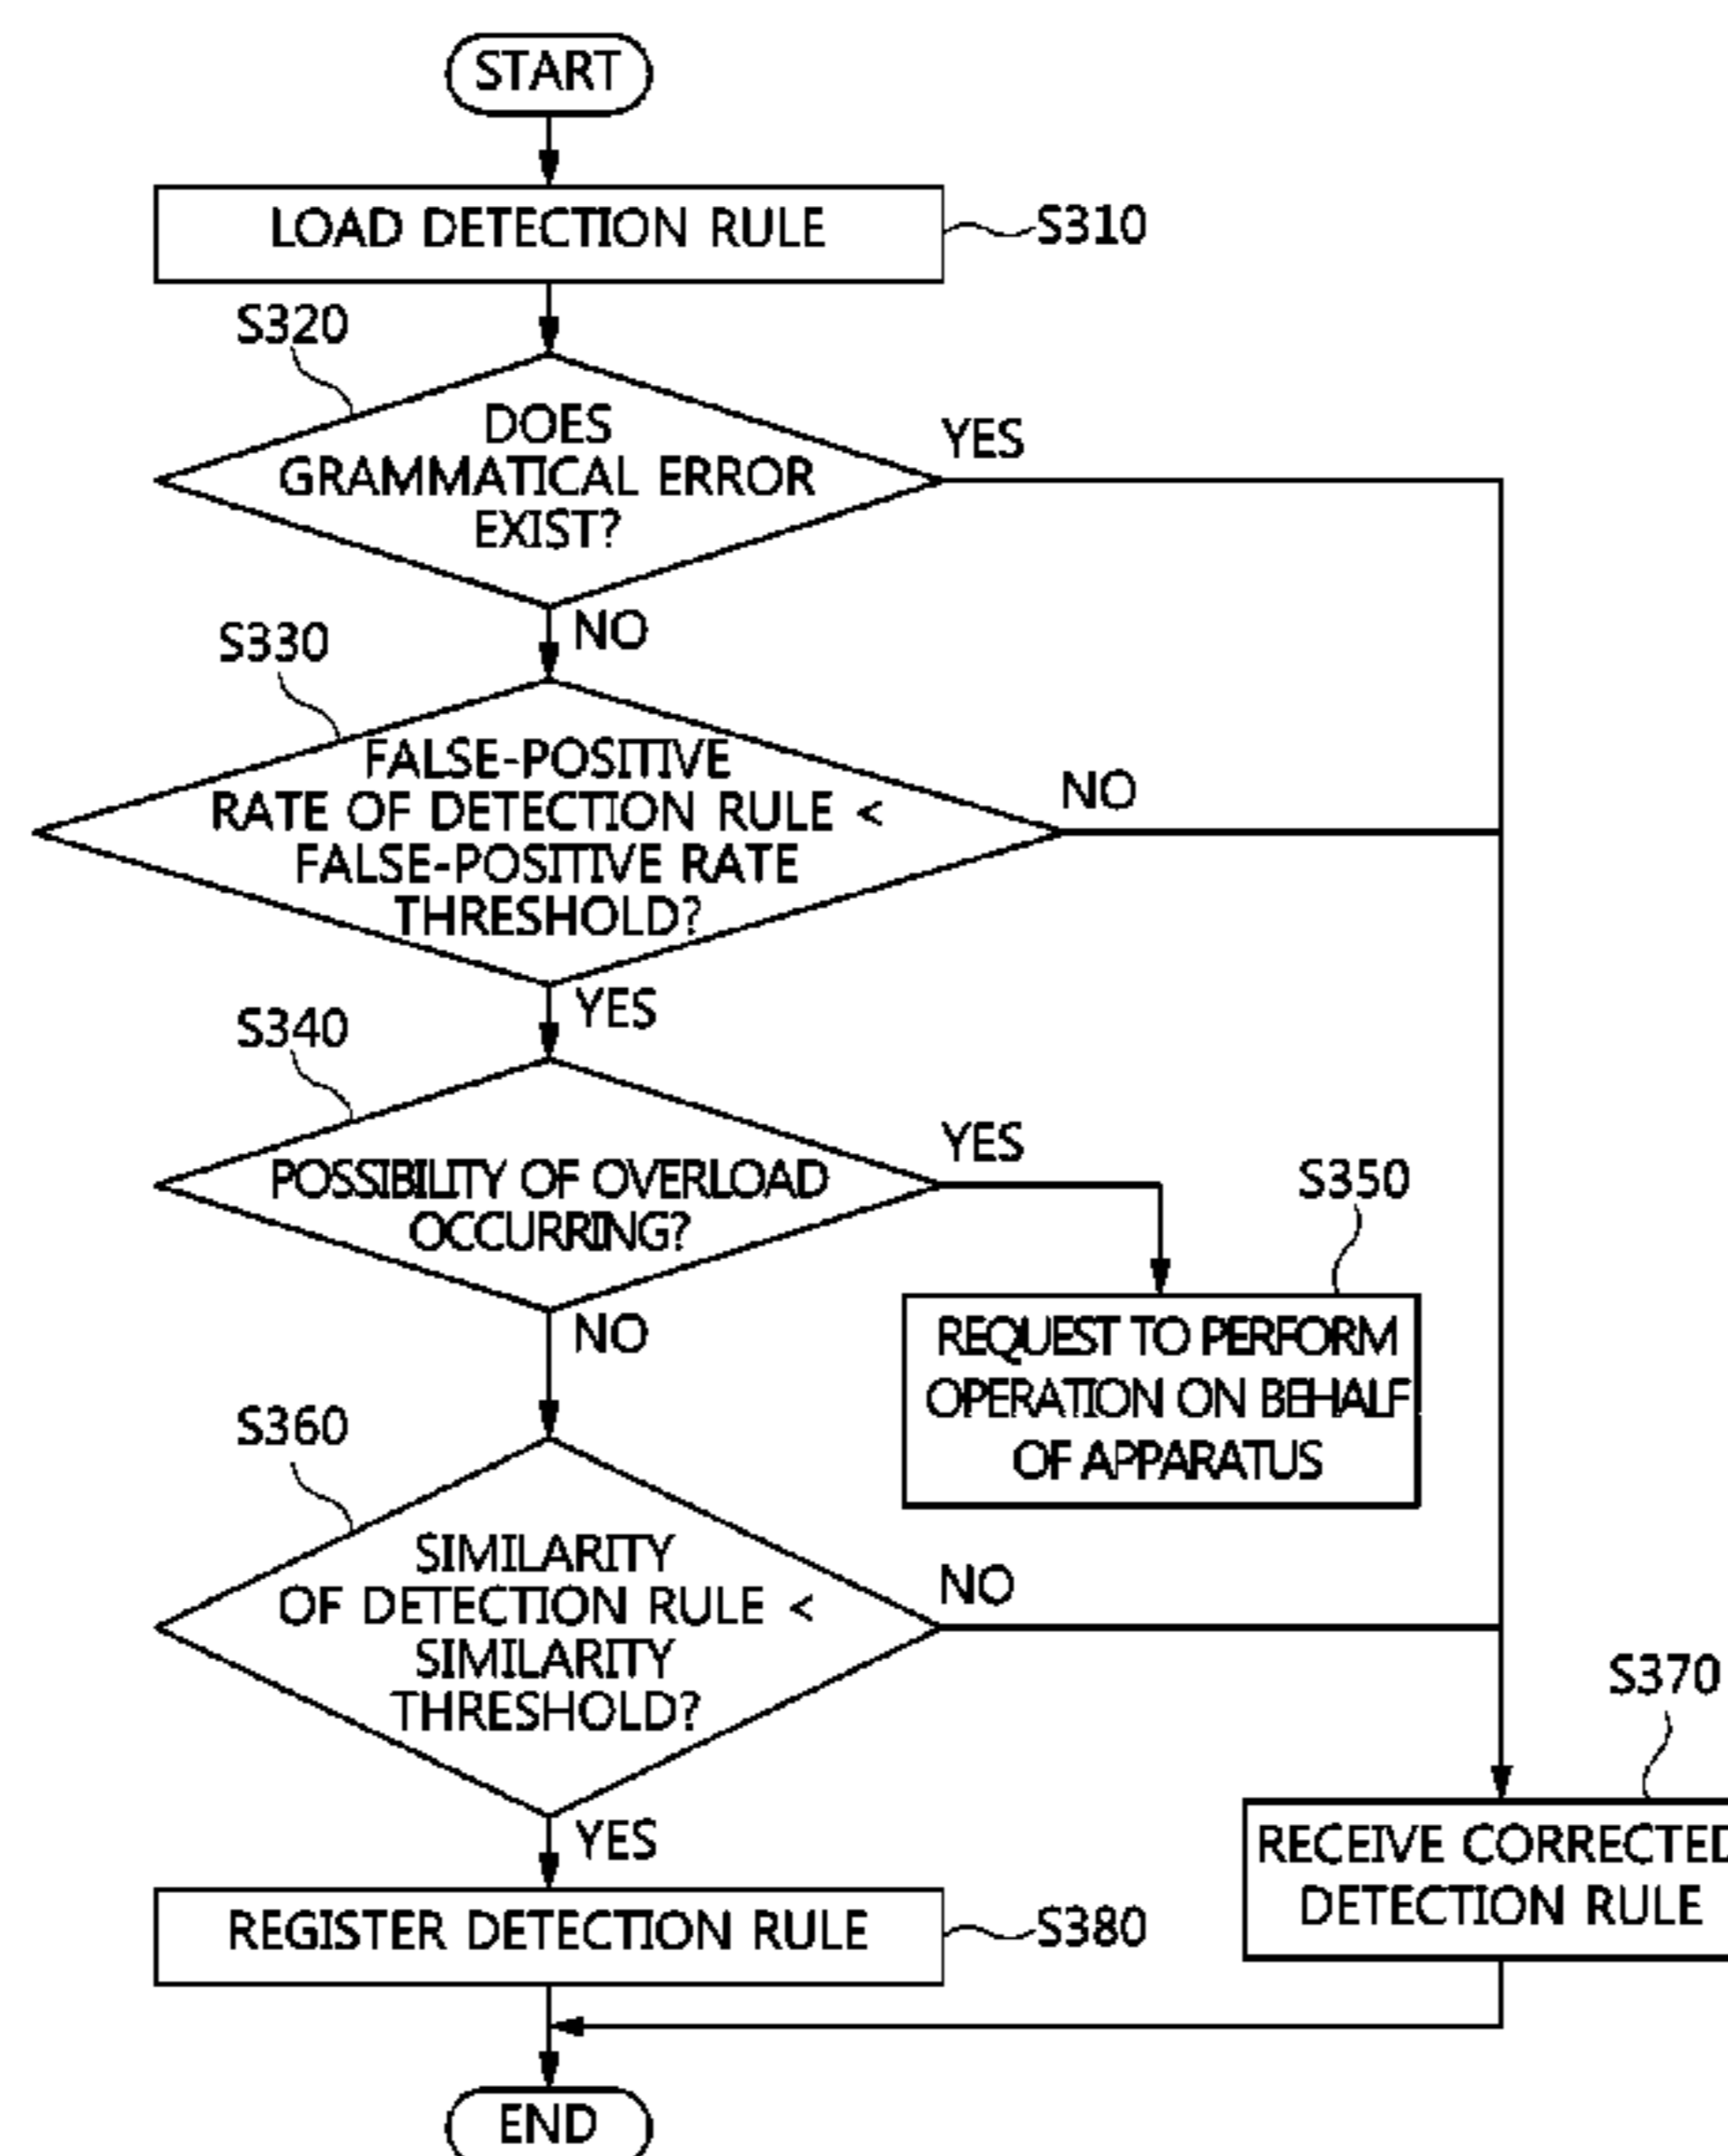 START
LOAD DETECTION RULE
S310
S320
DOES
GRAMMATICAL ERROR
EXIST?
YES
NO
S330
FALSE-POSITIVE
RATE OF DETECTION RULE <
FALSE-POSITIVE RATE
THRESHOLD?
NO
YES
S340
POSSIBILITY OF OVERLOAD
OCCURRING?
YES
NO
S350
REQUEST TO PERFORM
OPERATION ON BEHALF
OF APPARATUS
S360
SIMILARITY
OF DETECTION RULE <
SIMILARITY
THRESHOLD?
NO
YES
S370
RECEIVE CORRECTED
DETECTION RULE
REGISTER DETECTION RULE
S380
END